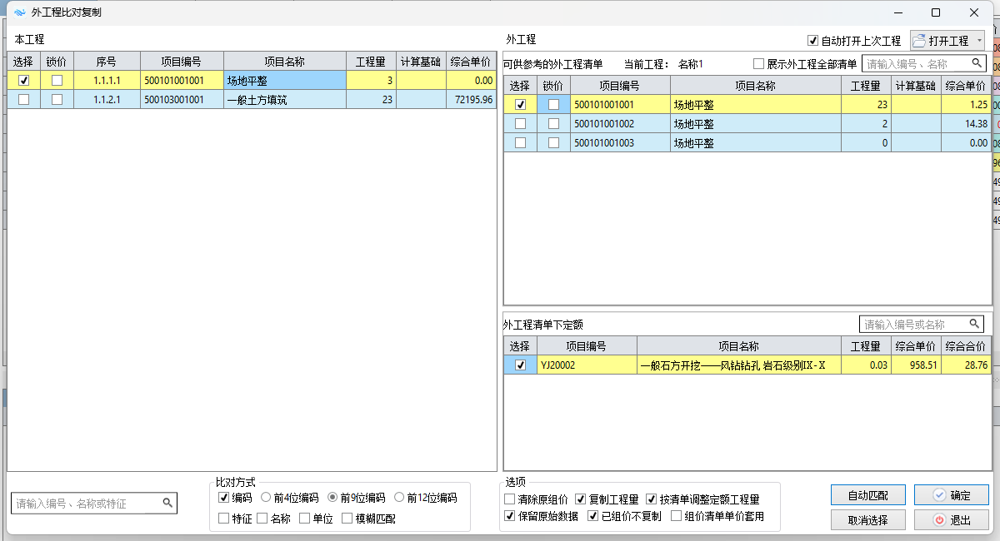 外工程比对复制
本工程
选择 锁价 序号 项目编号 项目名称 工程量 计算基础 综合单价
1.1.1.1 500101001001 场地平整 3 0.00
1.1.2.1 500103001001 一般土方填筑 23 72195.96
外工程 自动打开上次工程 打开工程
可供参考的外工程清单 当前工程： 名称1 展示外工程全部清单 请输入编号、名称
选择 锁价 项目编号 项目名称 工程量 计算基础 综合单价
500101001001 场地平整 23 1.25
500101001002 场地平整 2 14.38
500101001003 场地平整 0 0.00
外工程清单下定额 请输入编号或名称
选择 项目编号 项目名称 工程量 综合单价 综合合价
YJ20002 一般石方开挖——风钻钻孔 岩石级别IX-X 0.03 958.51 28.76
请输入编号、名称或特征
比对方式
编码 前4位编码 前9位编码 前12位编码
特征 名称 单位 模糊匹配
选项
清除原组价 复制工程量 按清单调整定额工程量
保留原始数据 已组价不复制 组价清单单价套用
自动匹配 确定
取消选择 退出